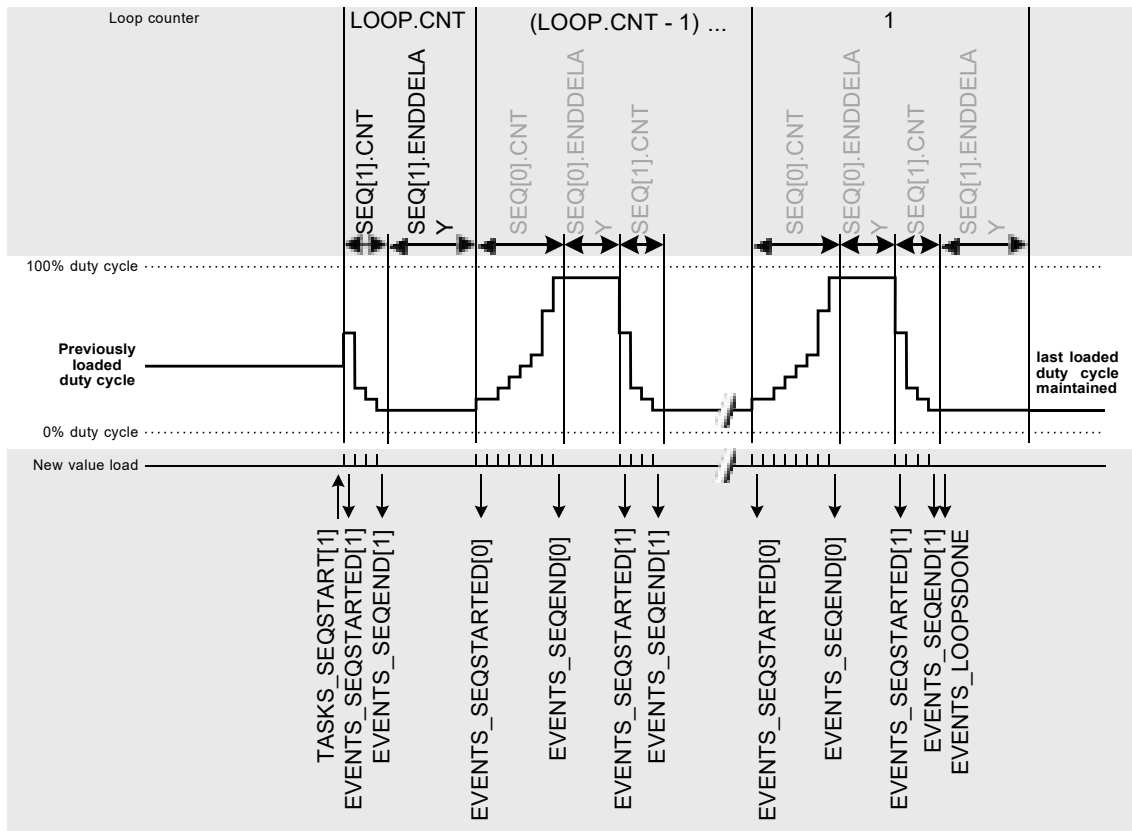 Loop counter
LOOP.CNT
(LOOP.CNT - 1) ...
1
SEQ[1].CNT
SEQ[1].ENDDELA
Y
SEQ[0].CNT
SEQ[0].ENDDELA
Y
SEQ[1].CNT
SEQ[0].CNT
SEQ[0].ENDDELA
Y
SEQ[1].CNT
SEQ[1].ENDDELA
Y
100% duty cycle
Previously
loaded
duty cycle
last loaded
duty cycle
maintained
0% duty cycle
New value load
TASKS_SEQSTART[1]
EVENTS_SEQSTARTED[1]
EVENTS_SEQEND[1]
EVENTS_SEQSTARTED[0]
EVENTS_SEQEND[0]
EVENTS_SEQSTARTED[1]
EVENTS_SEQEND[1]
EVENTS_SEQSTARTED[0]
EVENTS_SEQEND[0]
EVENTS_SEQSTARTED[1]
EVENTS_SEQEND[1]
EVENTS_LOOPSDONE